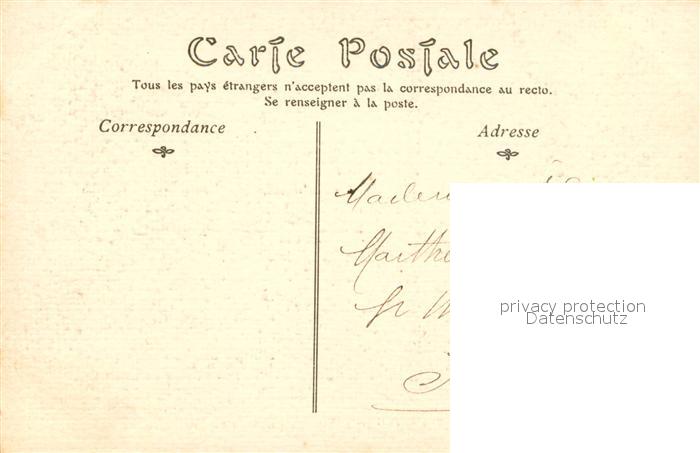 Carte Postale
Tous les pays étrangers n'acceptent pas la correspondance au recto.
Se renseigner à la poste.
Correspondance
Adresse
privacy protection
Datenschutz